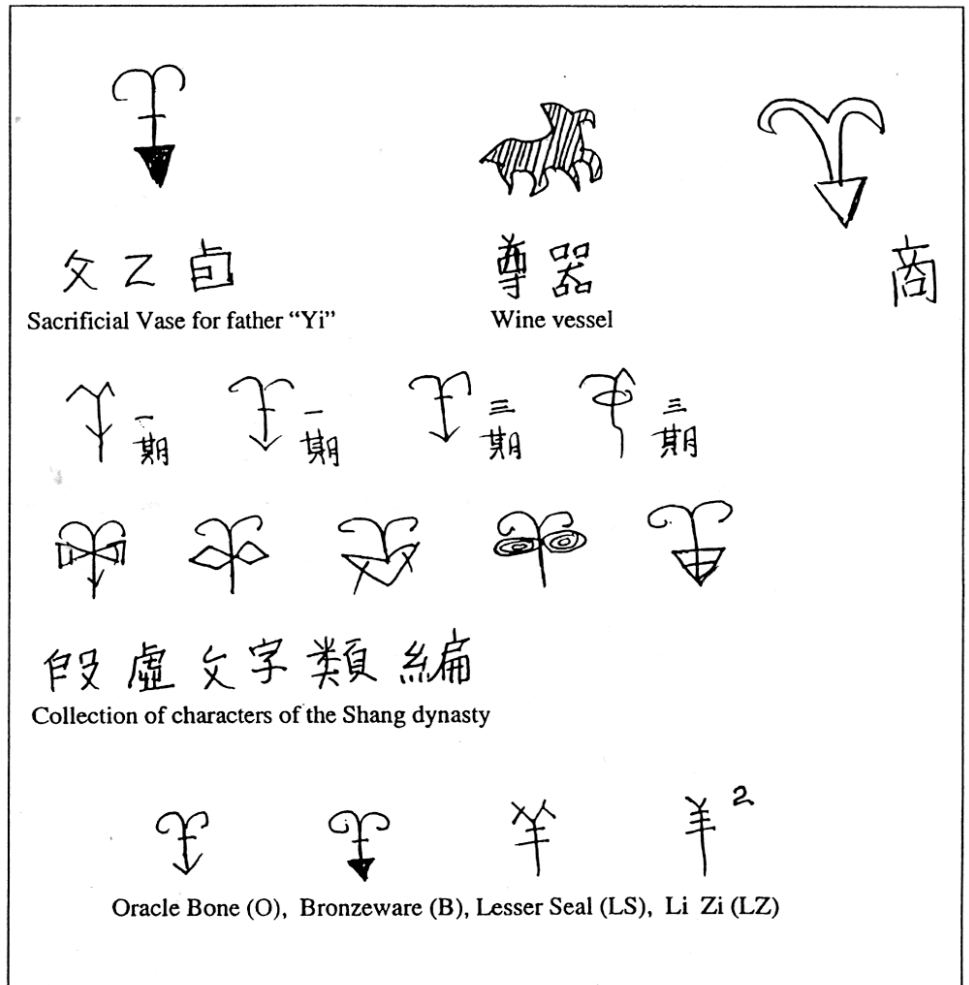 父乙卣
Sacrificial Vase for father “Yi”
尊器
Wine vessel
商
一期 一期 三期 三期
殷虛文字類編
Collection of characters of the Shang dynasty
2
Oracle Bone (O), Bronzeware (B), Lesser Seal (LS), Li Zi (LZ)